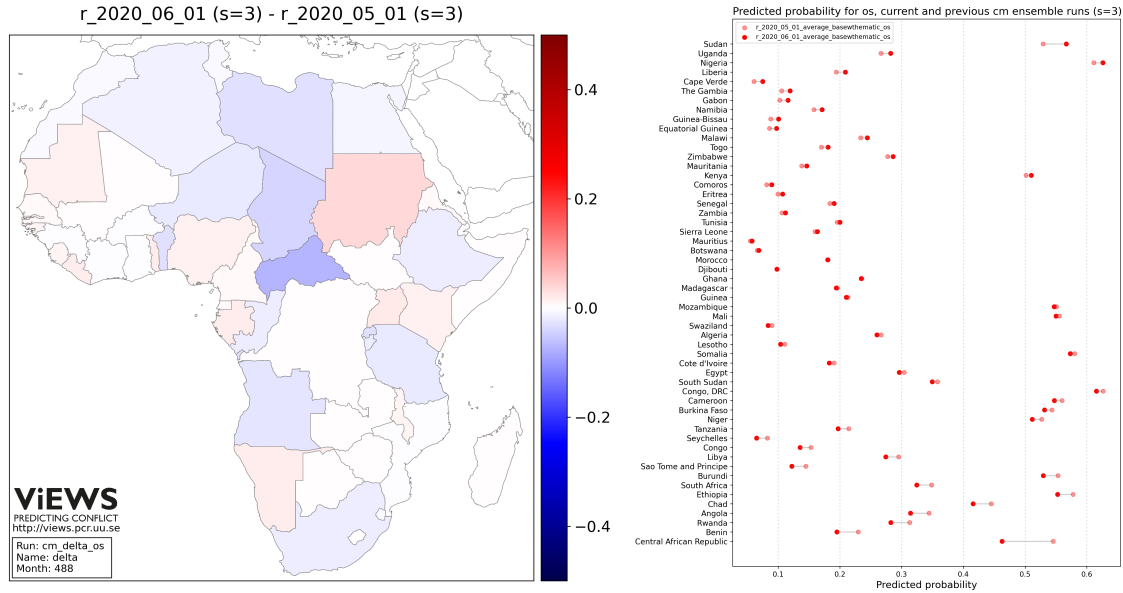 r_2020_06_01 (s=3) - r_2020_05_01 (s=3)
0.4
0.2
0.0
−0.2
−0.4
ViEWS
PREDICTING CONFLICT
http://views.pcr.uu.se
Run: cm_delta_os
Name: delta
Month: 488
Predicted probability for os, current and previous cm ensemble runs (s=3)
r_2020_05_01_average_basewthematic_os
r_2020_06_01_average_basewthematic_os
Sudan
Uganda
Nigeria
Liberia
Cape Verde
The Gambia
Gabon
Namibia
Guinea-Bissau
Equatorial Guinea
Malawi
Togo
Zimbabwe
Mauritania
Kenya
Comoros
Eritrea
Senegal
Zambia
Tunisia
Sierra Leone
Mauritius
Botswana
Morocco
Djibouti
Ghana
Madagascar
Guinea
Mozambique
Mali
Swaziland
Algeria
Lesotho
Somalia
Cote d'Ivoire
Egypt
South Sudan
Congo, DRC
Cameroon
Burkina Faso
Niger
Tanzania
Seychelles
Congo
Libya
Sao Tome and Principe
Burundi
South Africa
Ethiopia
Chad
Angola
Rwanda
Benin
Central African Republic
0.1 0.2 0.3 0.4 0.5 0.6
Predicted probability